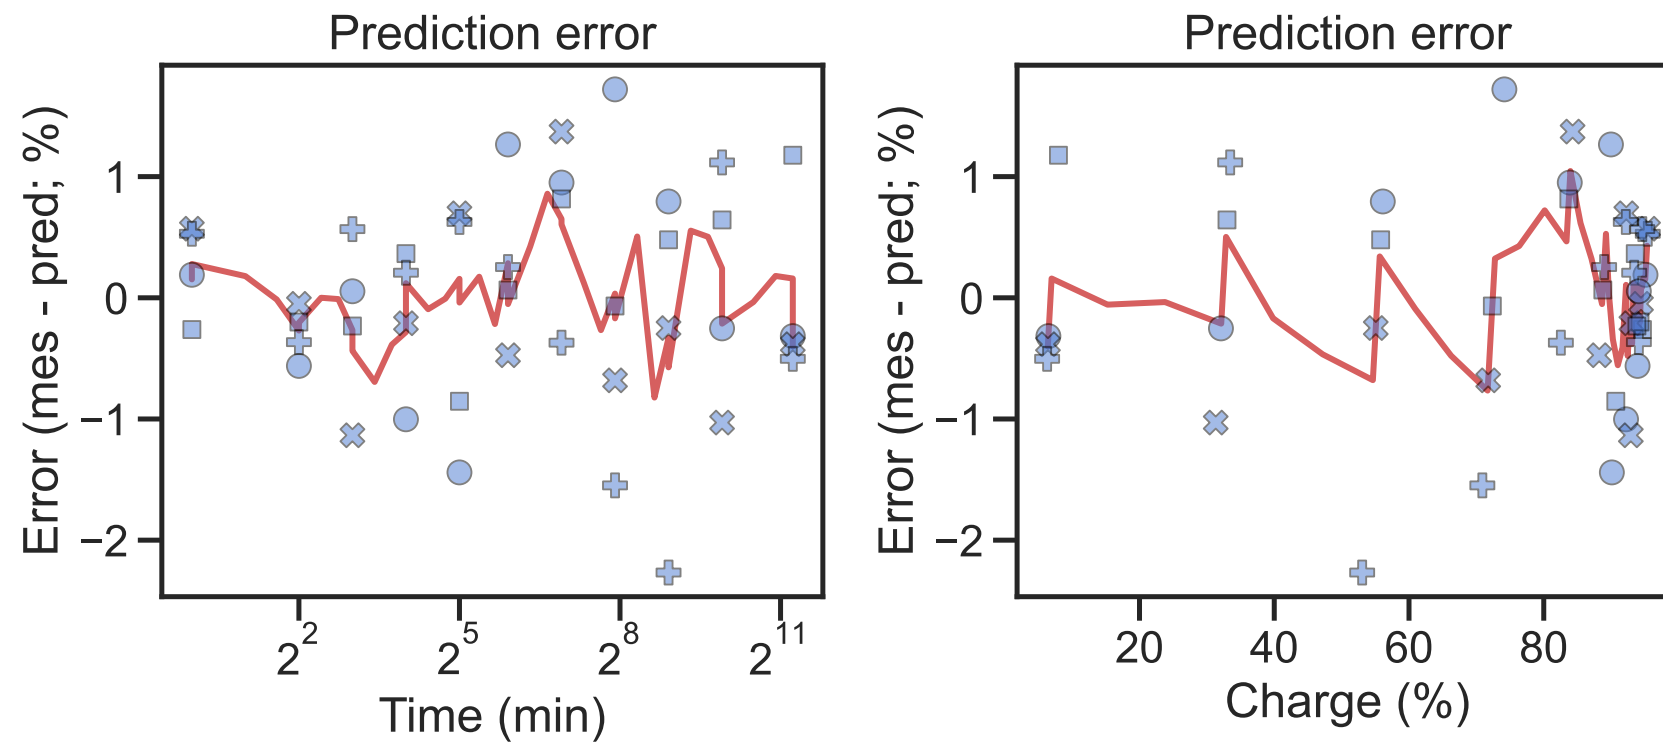 Prediction error
Error (mes - pred; %)
1
0
−1
−2
2^2 2^5 2^8 2^11
Time (min)
Prediction error
Error (mes - pred; %)
1
0
−1
−2
20 40 60 80
Charge (%)